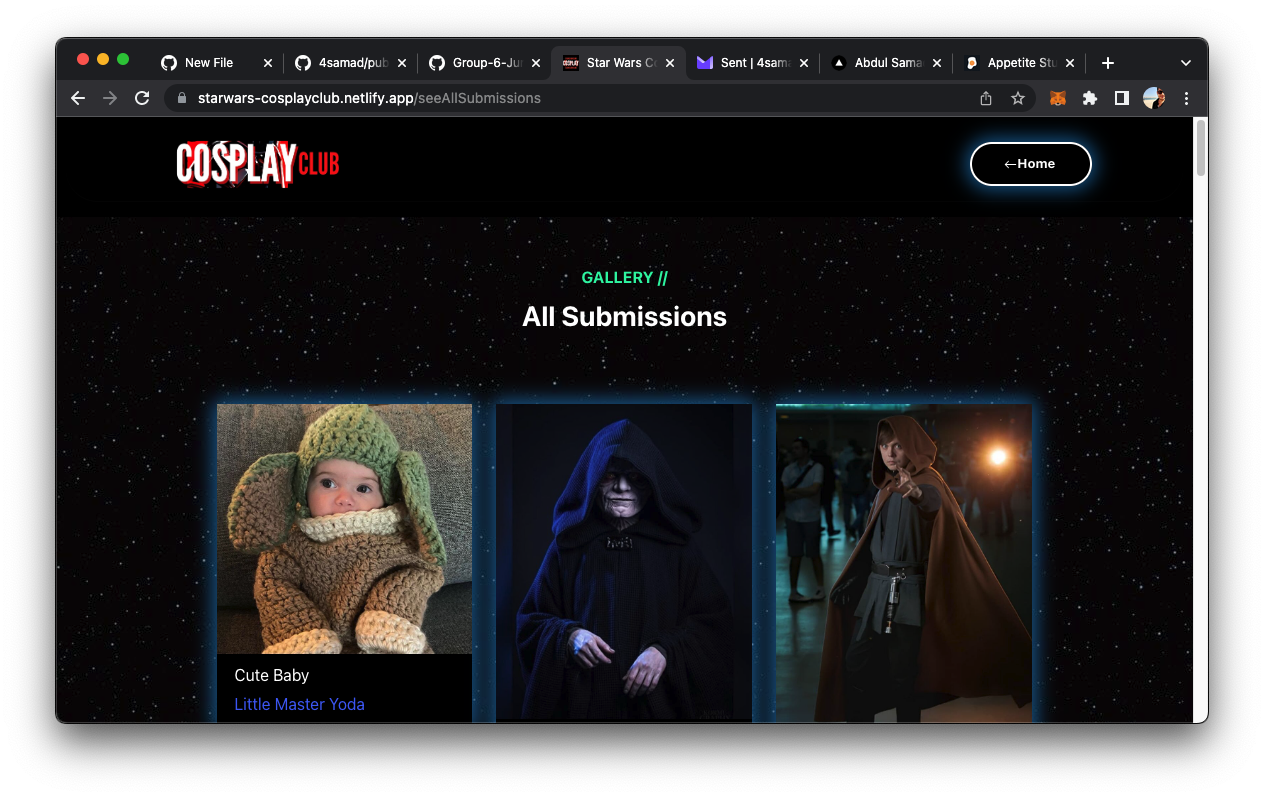 New File
4samad/pub
Group-6-Ju
Star Wars C
Sent | 4sam
Abdul Sama
Appetite Stu
starwars-cosplayclub.netlify.app/seeAllSubmissions
COSPLAY CLUB
←Home
GALLERY //
All Submissions
Cute Baby
Little Master Yoda